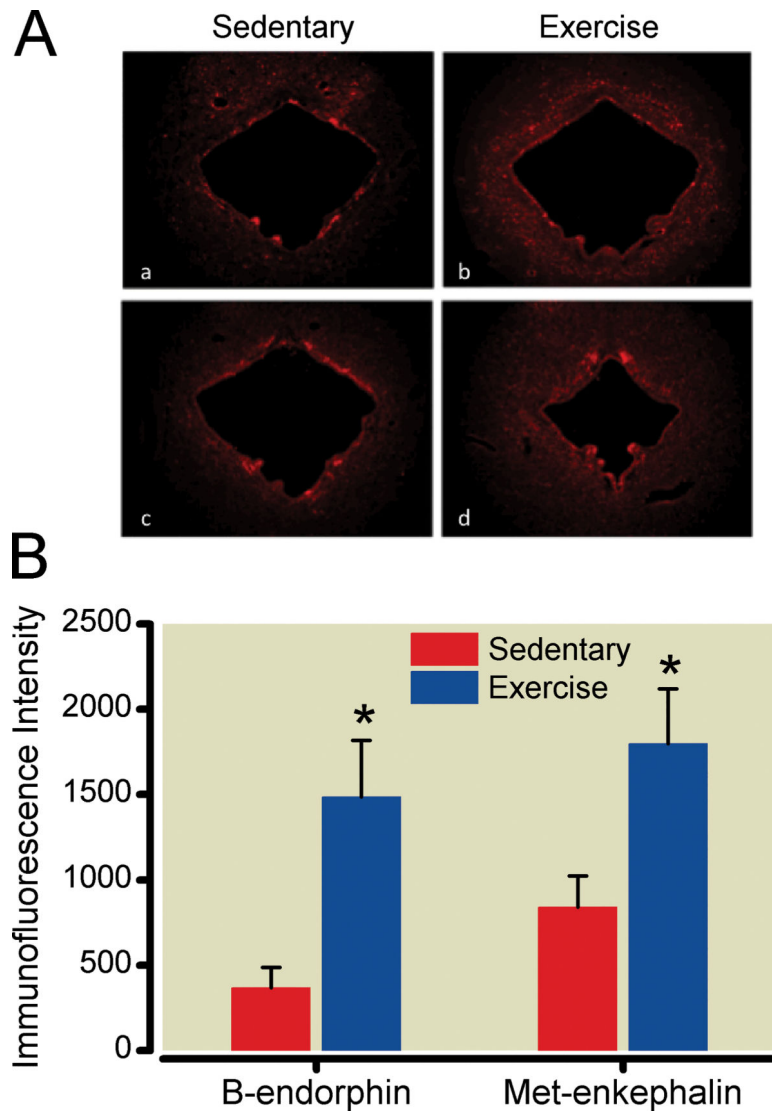 A
Sedentary Exercise
a b
c d
B
Immunofluorescence Intensity
2500
2000
1500
1000
500
0
Sedentary
Exercise
* *
B-endorphin Met-enkephalin